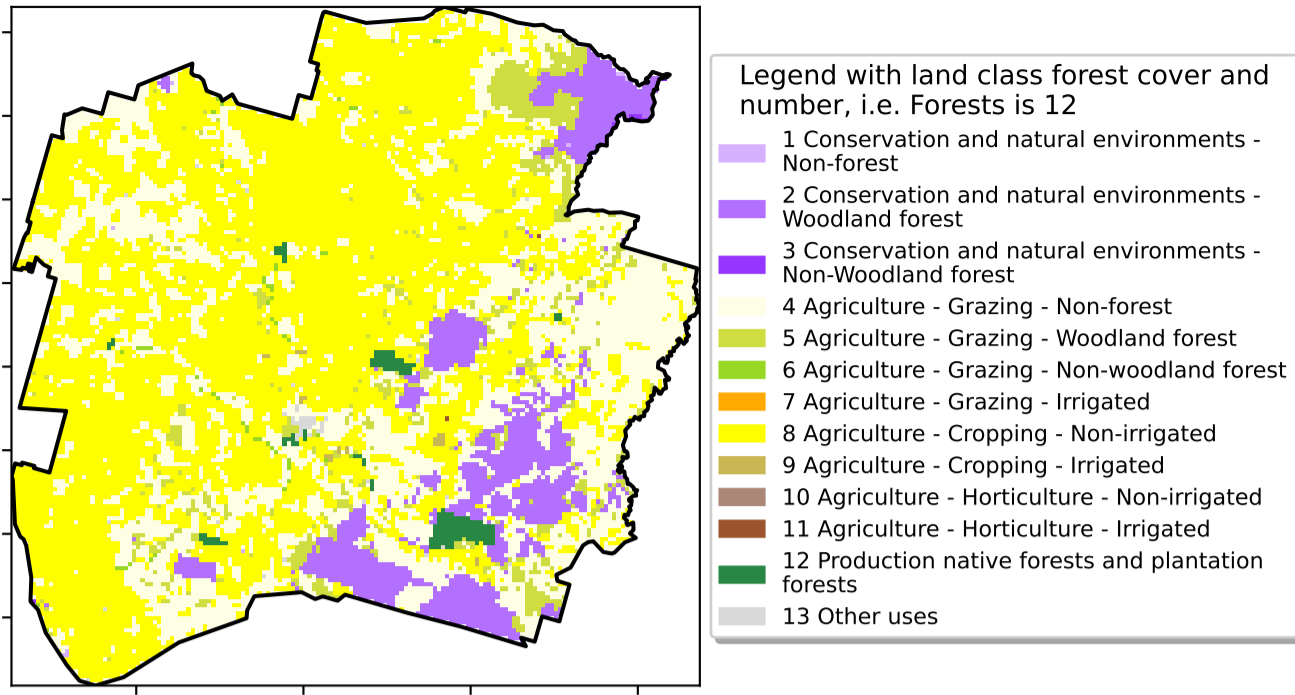 Legend with land class forest cover and
number, i.e. Forests is 12
1 Conservation and natural environments -
Non-forest
2 Conservation and natural environments -
Woodland forest
3 Conservation and natural environments -
Non-Woodland forest
4 Agriculture - Grazing - Non-forest
5 Agriculture - Grazing - Woodland forest
6 Agriculture - Grazing - Non-woodland forest
7 Agriculture - Grazing - Irrigated
8 Agriculture - Cropping - Non-irrigated
9 Agriculture - Cropping - Irrigated
10 Agriculture - Horticulture - Non-irrigated
11 Agriculture - Horticulture - Irrigated
12 Production native forests and plantation
forests
13 Other uses